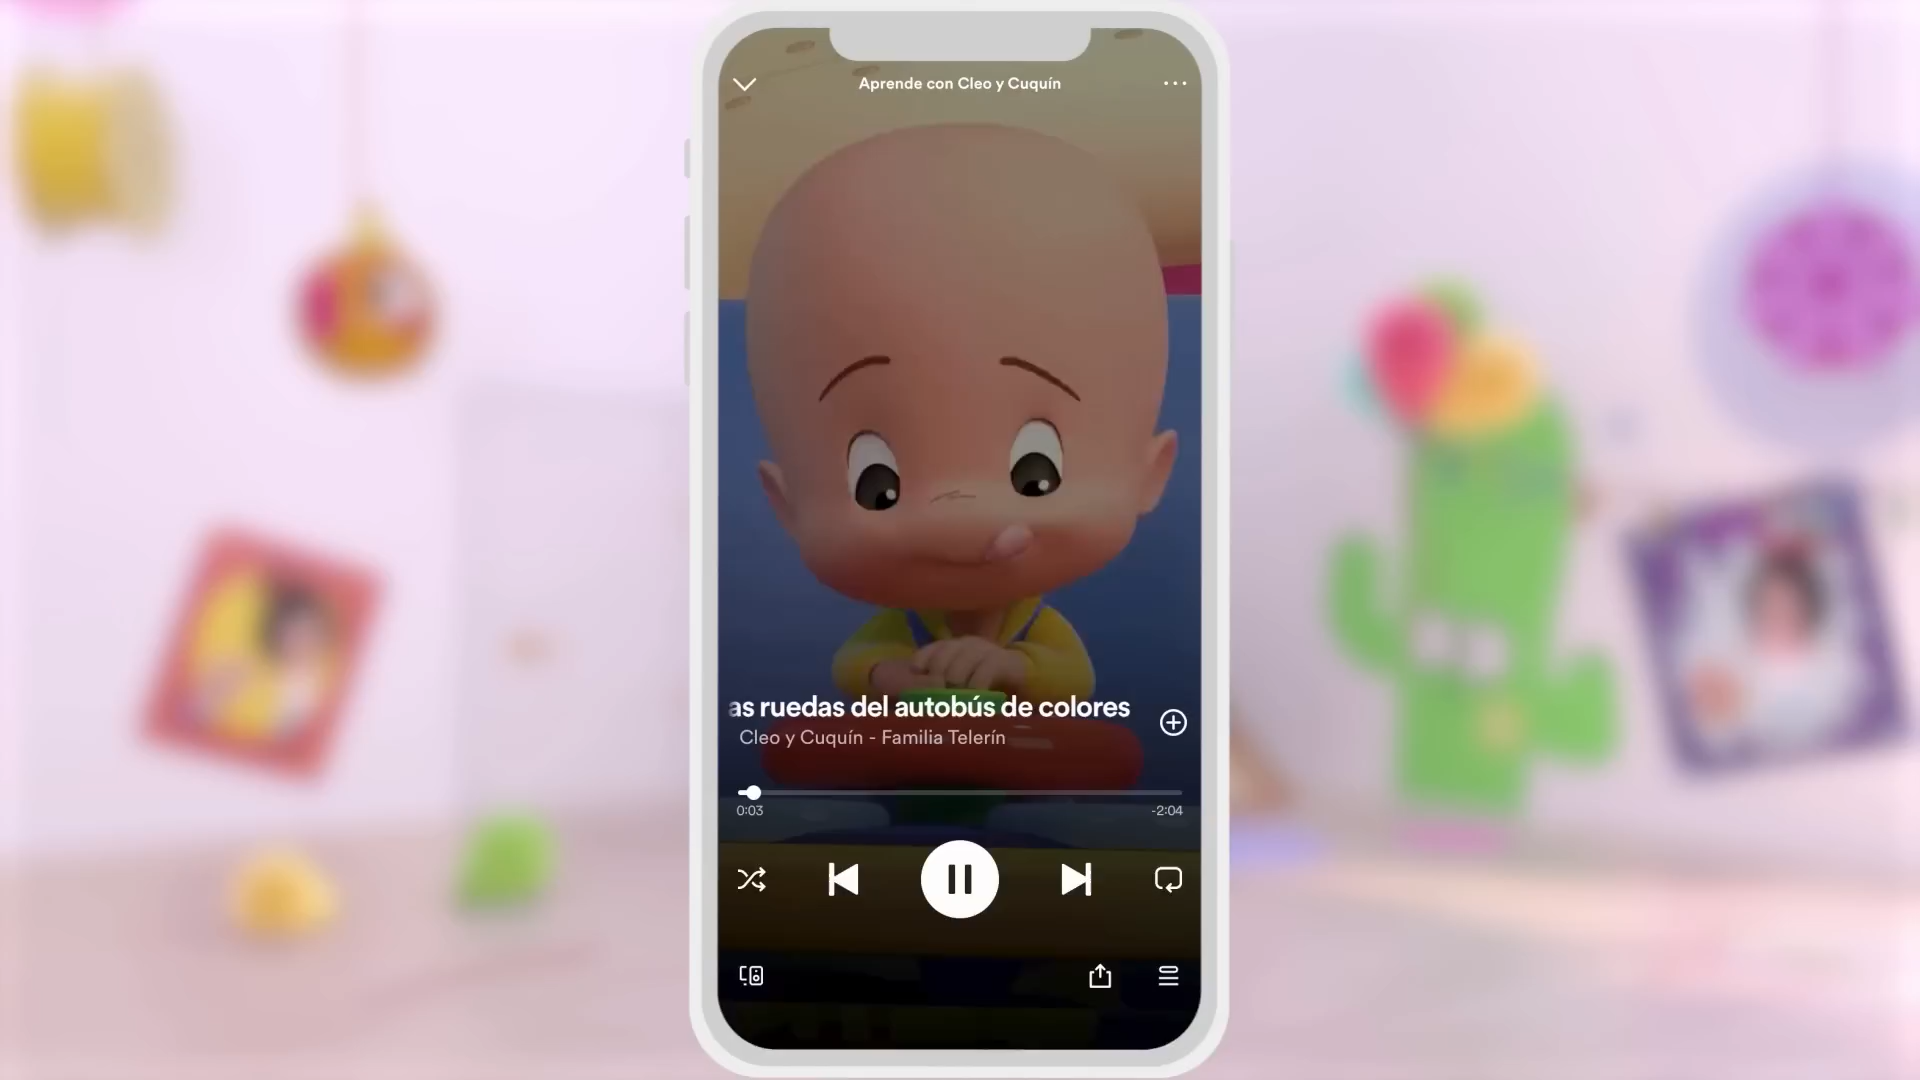 Aprende con Cleo y Cuquín
as ruedas del autobús de colores
Cleo y Cuquín - Familia Telerín
0:03
-2:04